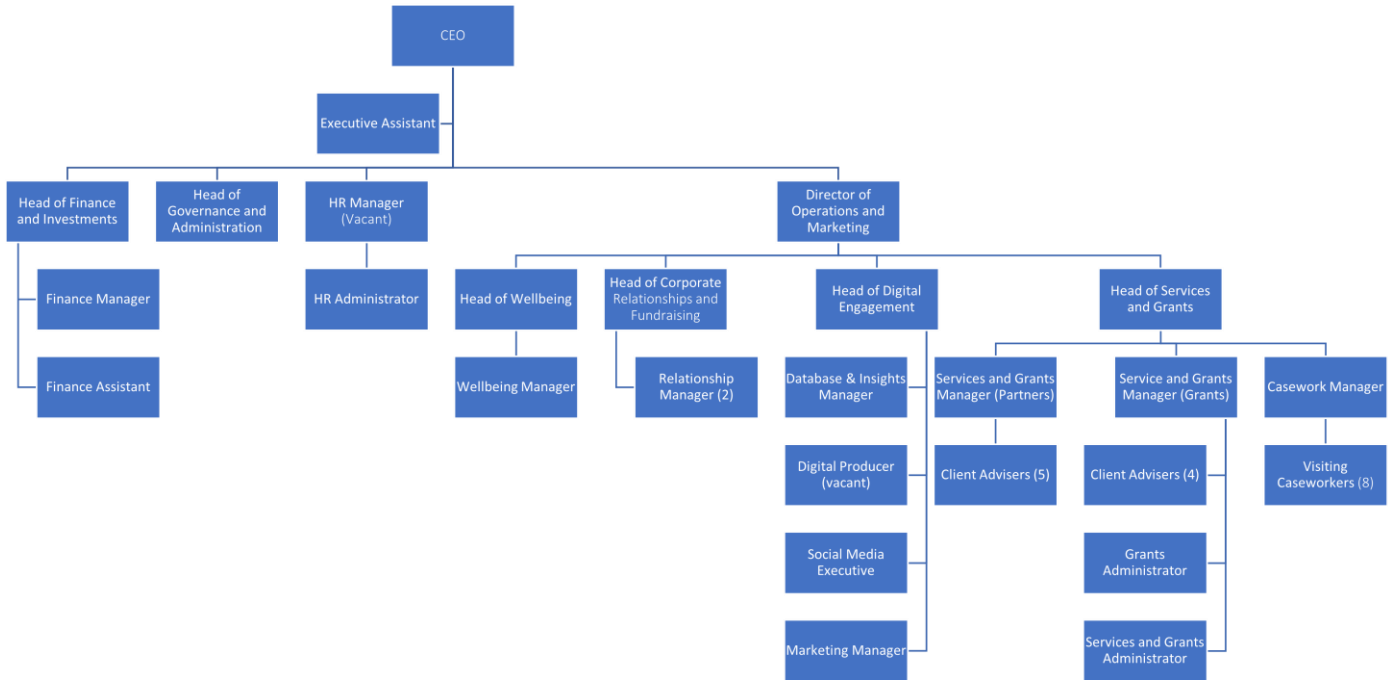 CEO
Executive Assistant
Head of Finance
and Investments
Head of
Governance and
Administration
HR Manager
(Vacant)
Director of
Operations and
Marketing
Finance Manager
HR Administrator
Head of Wellbeing
Head of Corporate
Relationships and
Fundraising
Head of Digital
Engagement
Head of Services
and Grants
Finance Assistant
Wellbeing Manager
Relationship
Manager (2)
Database & Insights
Manager
Services and Grants
Manager (Partners)
Service and Grants
Manager (Grants)
Casework Manager
Digital Producer
(vacant)
Client Advisers (5)
Client Advisers (4)
Visiting
Caseworkers (8)
Social Media
Executive
Grants
Administrator
Marketing Manager
Services and Grants
Administrator